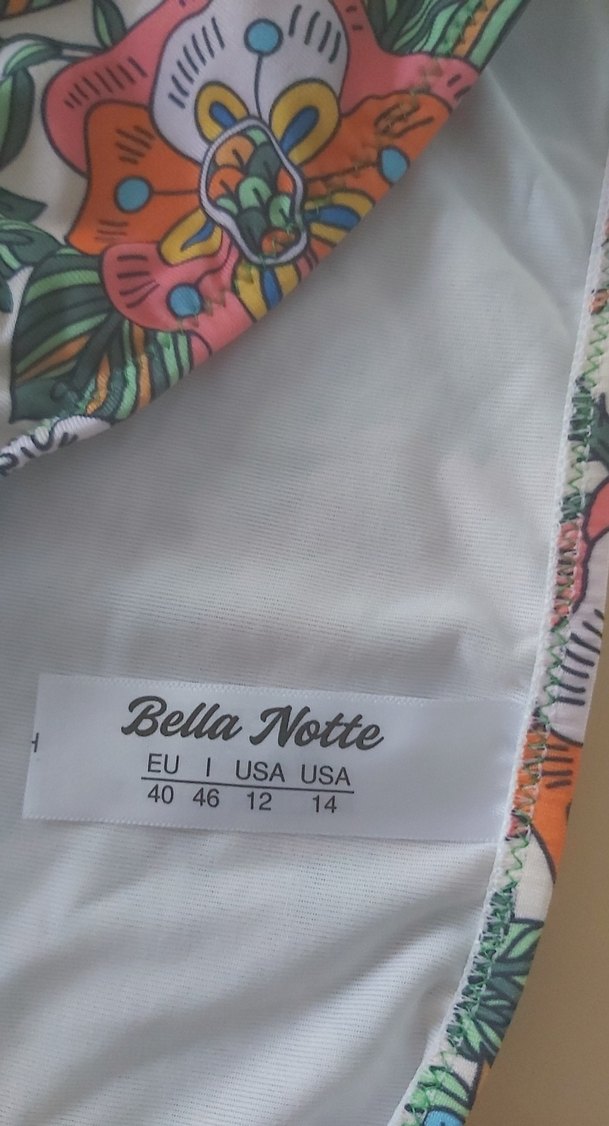 Bella Notte
EU I USA USA
40 46 12 14